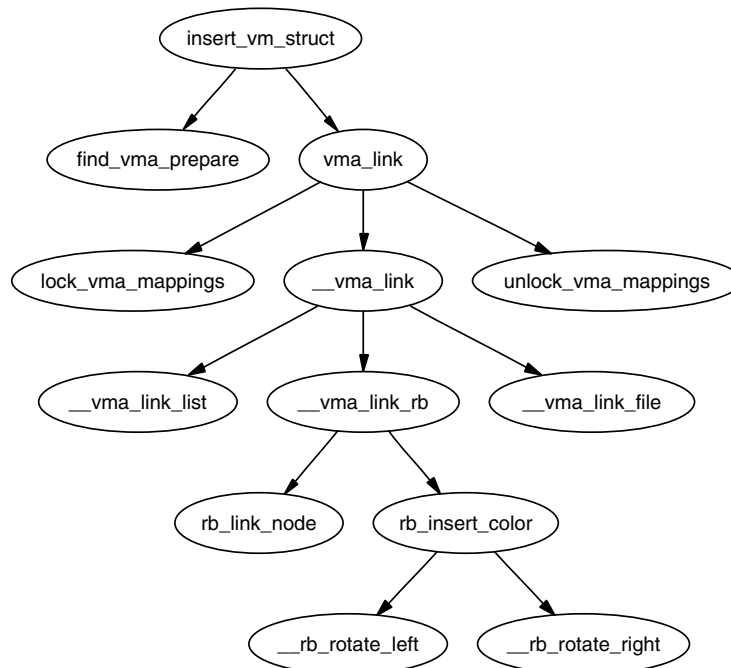 insert_vm_struct
find_vma_prepare
vma_link
lock_vma_mappings
__vma_link
unlock_vma_mappings
__vma_link_list
__vma_link_rb
__vma_link_file
rb_link_node
rb_insert_color
__rb_rotate_left
__rb_rotate_right